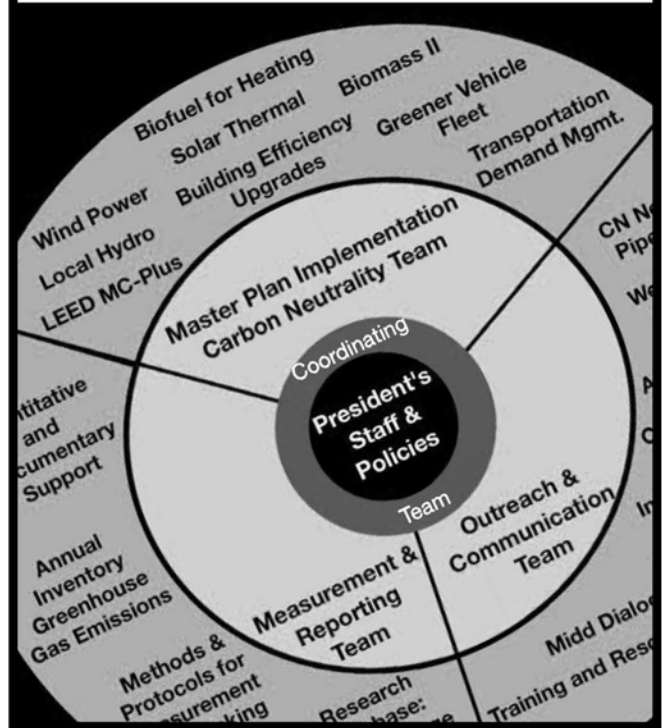 Biofuel for Heating
Solar Thermal
Building Efficiency
Upgrades
Biomass II
Greener Vehicle
Fleet
Transportation
Demand Mgmt.
Wind Power
Local Hydro
LEED MC-Plus
Master Plan Implementation
Carbon Neutrality Team
Coordinating
Team
President's
Staff &
Policies
Outreach &
Communication
Team
Measurement &
Reporting
Team
and
Support
Annual
Inventory
Greenhouse
Gas Emissions
Methods &
Protocols for
Research
CN
Midd
Training and